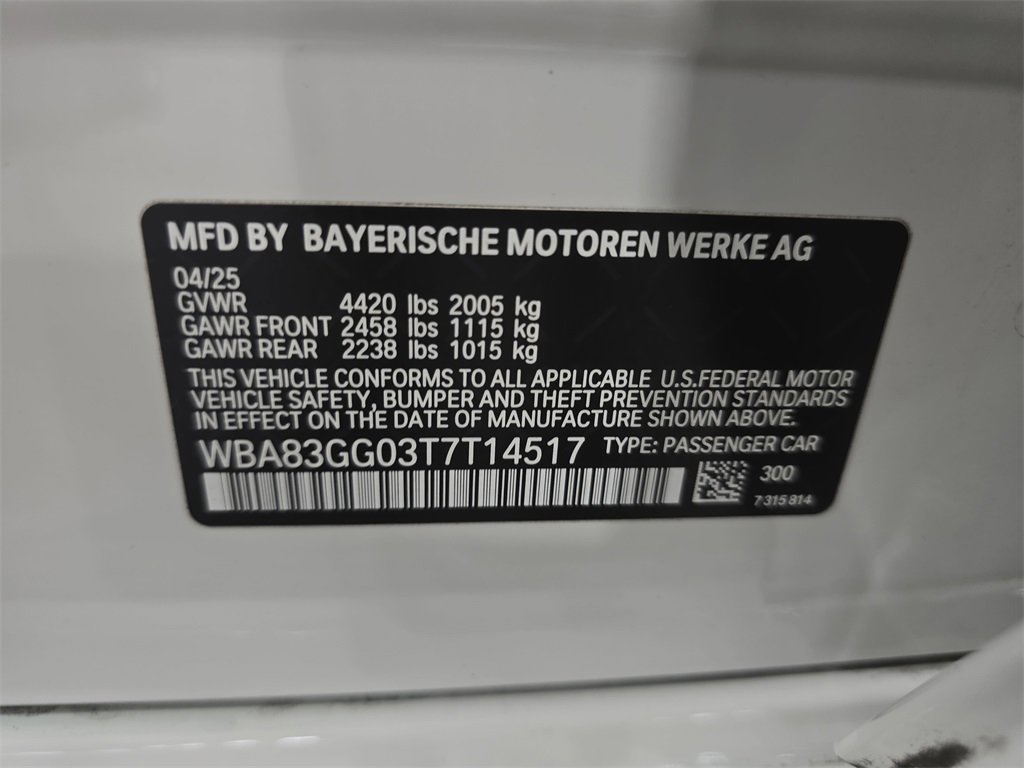 MFD BY BAYERISCHE MOTOREN WERKE AG
04/25
GVWR 4420 lbs 2005 kg
GAWR FRONT 2458 lbs 1115 kg
GAWR REAR 2238 lbs 1015 kg
THIS VEHICLE CONFORMS TO ALL APPLICABLE U.S.FEDERAL MOTOR
VEHICLE SAFETY, BUMPER AND THEFT PREVENTION STANDARDS
IN EFFECT ON THE DATE OF MANUFACTURE SHOWN ABOVE.
WBA83GG03T7T14517 TYPE: PASSENGER CAR
300
7 315 814